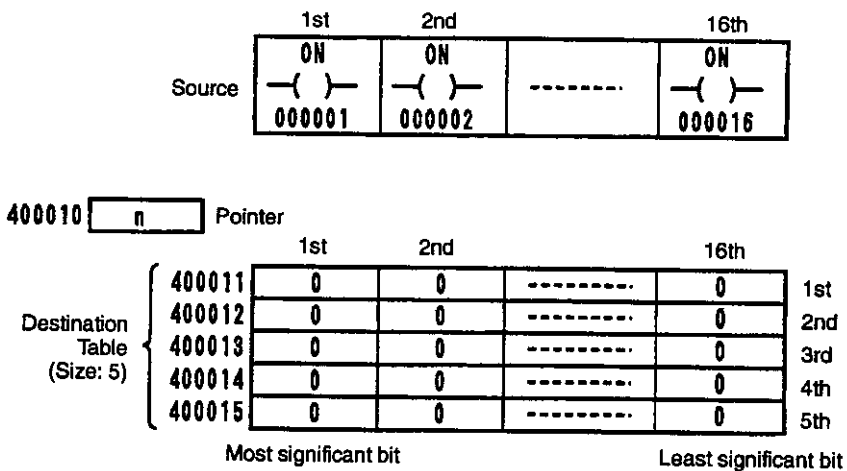 1st 2nd 16th
ON ON ON
Source
000001 000002 000016
400010 n Pointer
1st 2nd 16th
400011 0 0 0 1st
400012 0 0 0 2nd
400013 0 0 0 3rd
400014 0 0 0 4th
400015 0 0 0 5th
Destination
Table
(Size: 5)
Most significant bit Least significant bit